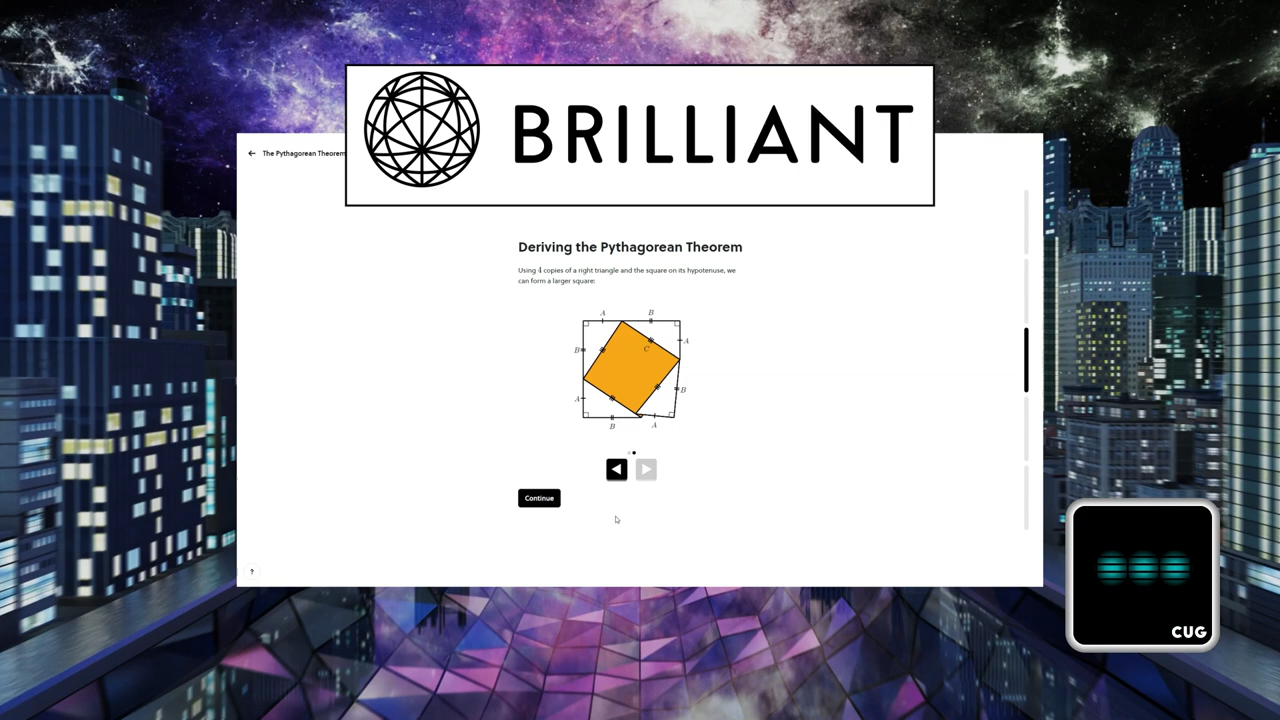 BRILLIANT
The Pythagorean Theorem
Deriving the Pythagorean Theorem
Using 4 copies of a right triangle and the square on its hypotenuse, we
can form a larger square:
A B
A
C
B
B
A
B A
Continue
?
CUG